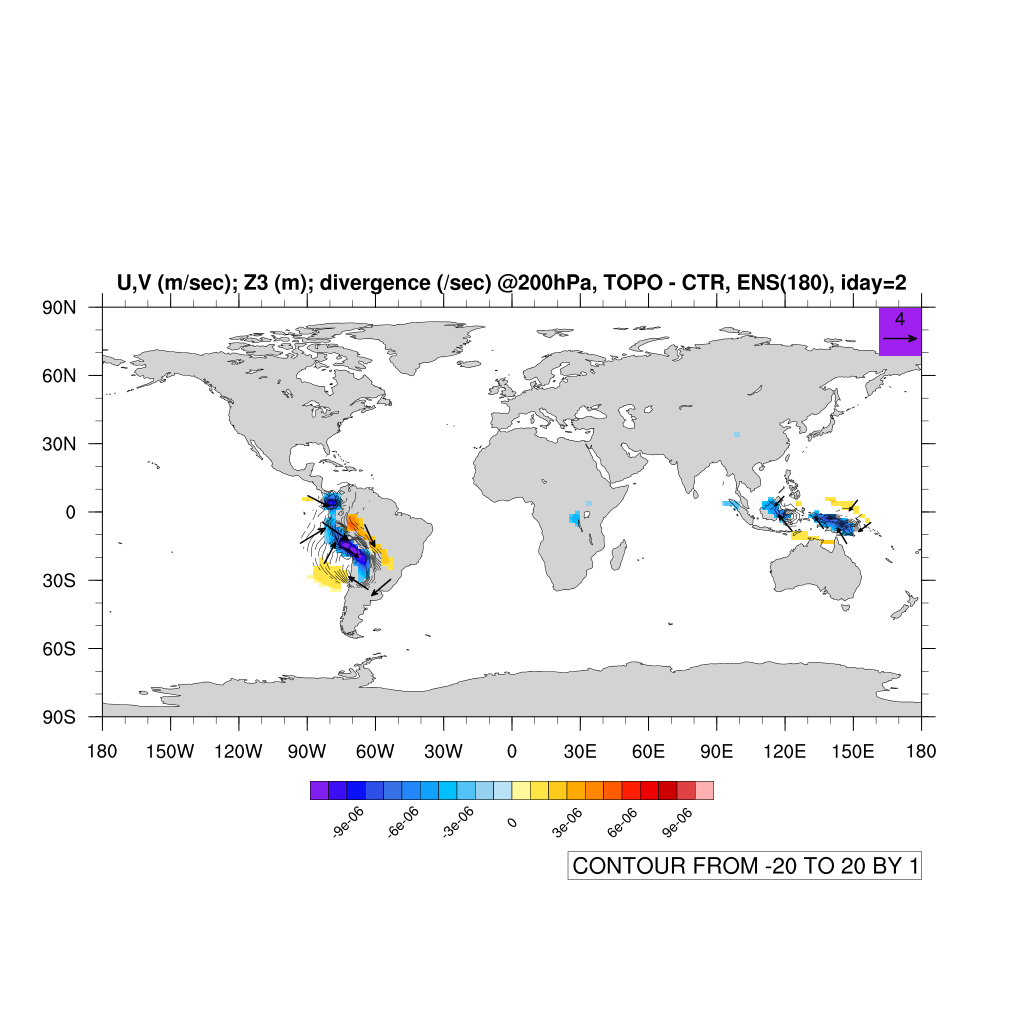 U,V (m/sec); Z3 (m); divergence (/sec) @200hPa, TOPO - CTR, ENS(180), iday=2
90N
4
60N
30N
0
30S
60S
90S
180 150W 120W 90W 60W 30W 0 30E 60E 90E 120E 150E 180
-9e-06 -6e-06 -3e-06 0 3e-06 6e-06 9e-06
CONTOUR FROM -20 TO 20 BY 1